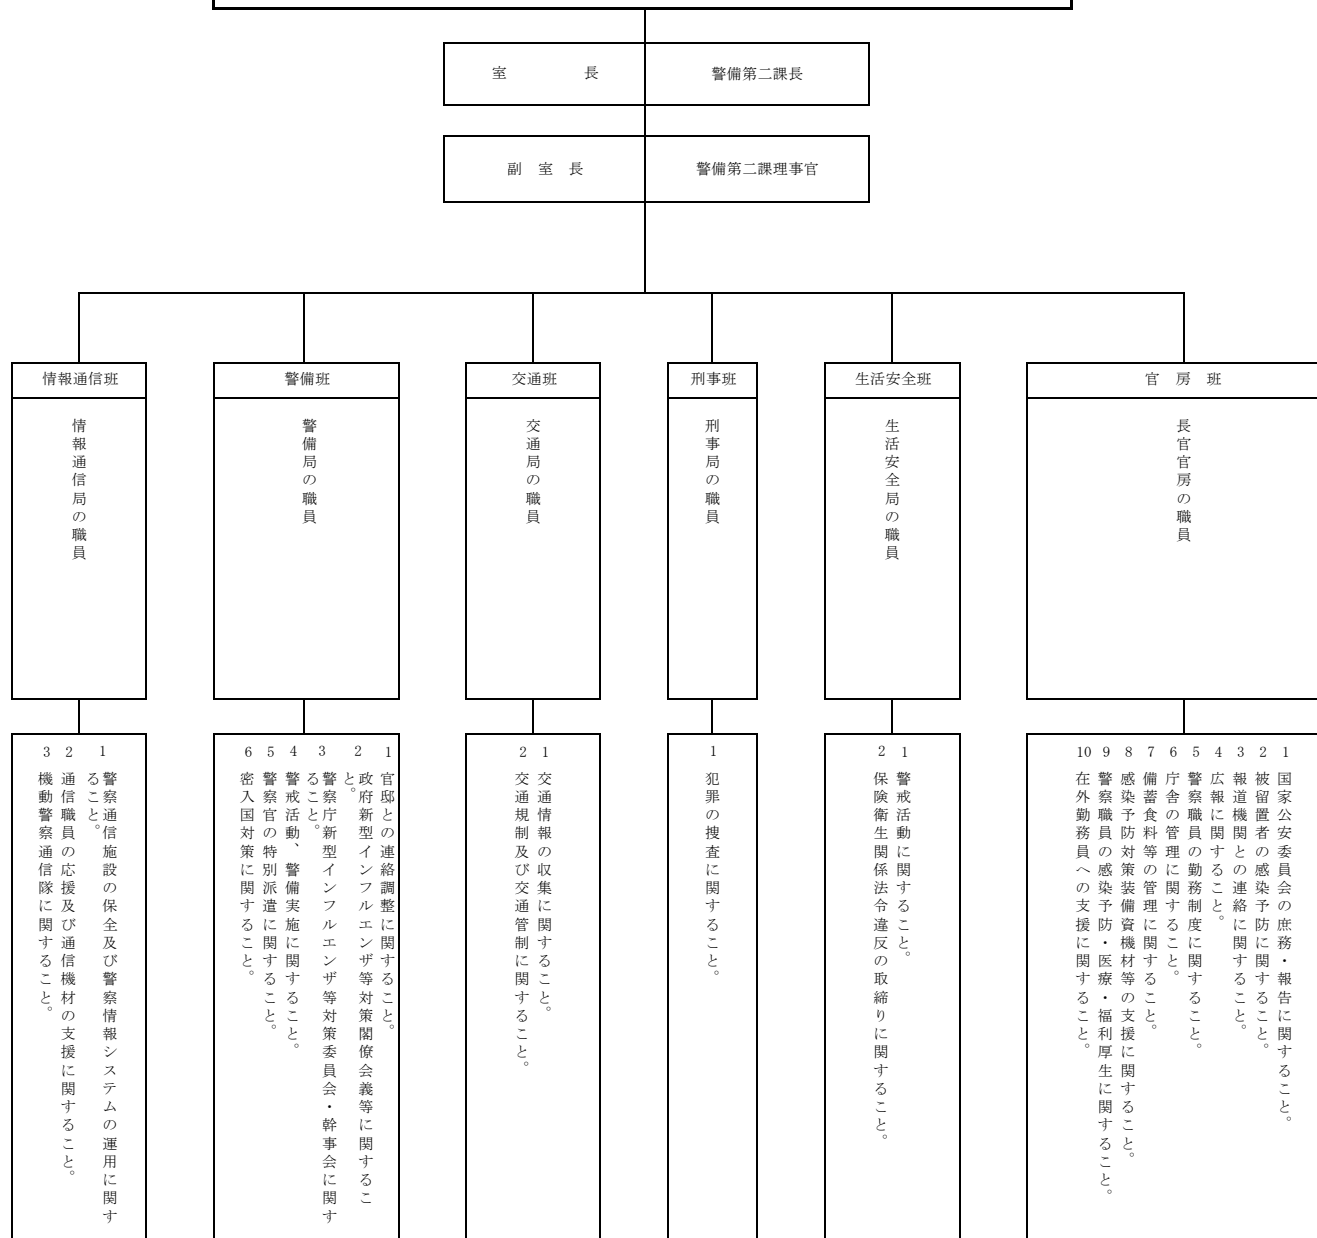 室 長
警備第二課長
副 室 長
警備第二課理事官
官 房 班
長官官房の職員
1 国家公安委員会の庶務・報告に関すること。
2 被留置者の感染予防に関すること。
3 報道機関との連絡に関すること。
4 広報に関すること。
5 警察職員の勤務制度に関すること。
6 庁舎の管理に関すること。
7 備蓄食料等の管理に関すること。
8 感染予防対策装備資機材等の支援に関すること。
9 警察職員の感染予防・医療・福利厚生に関すること。
10 在外勤務員への支援に関すること。
生活安全班
生活安全局の職員
1 警戒活動に関すること。
2 保険衛生関係法令違反の取締りに関すること。
刑事班
刑事局の職員
1 犯罪の捜査に関すること。
交通班
交通局の職員
1 交通情報の収集に関すること。
2 交通規制及び交通管制に関すること。
警備班
警備局の職員
1 官邸との連絡調整に関すること。
2 政府新型インフルエンザ等対策閣僚会議等に関するこ
と。
3 警察庁新型インフルエンザ等対策委員会・幹事会に関す
ること。
4 警戒活動、警備実施に関すること。
5 警察官の特別派遣に関すること。
6 密入国対策に関すること。
情報通信班
情報通信局の職員
1 警察通信施設の保全及び警察情報システムの運用に関す
ること。
2 通信職員の応援及び通信機材の支援に関すること。
3 機動警察通信隊に関すること。